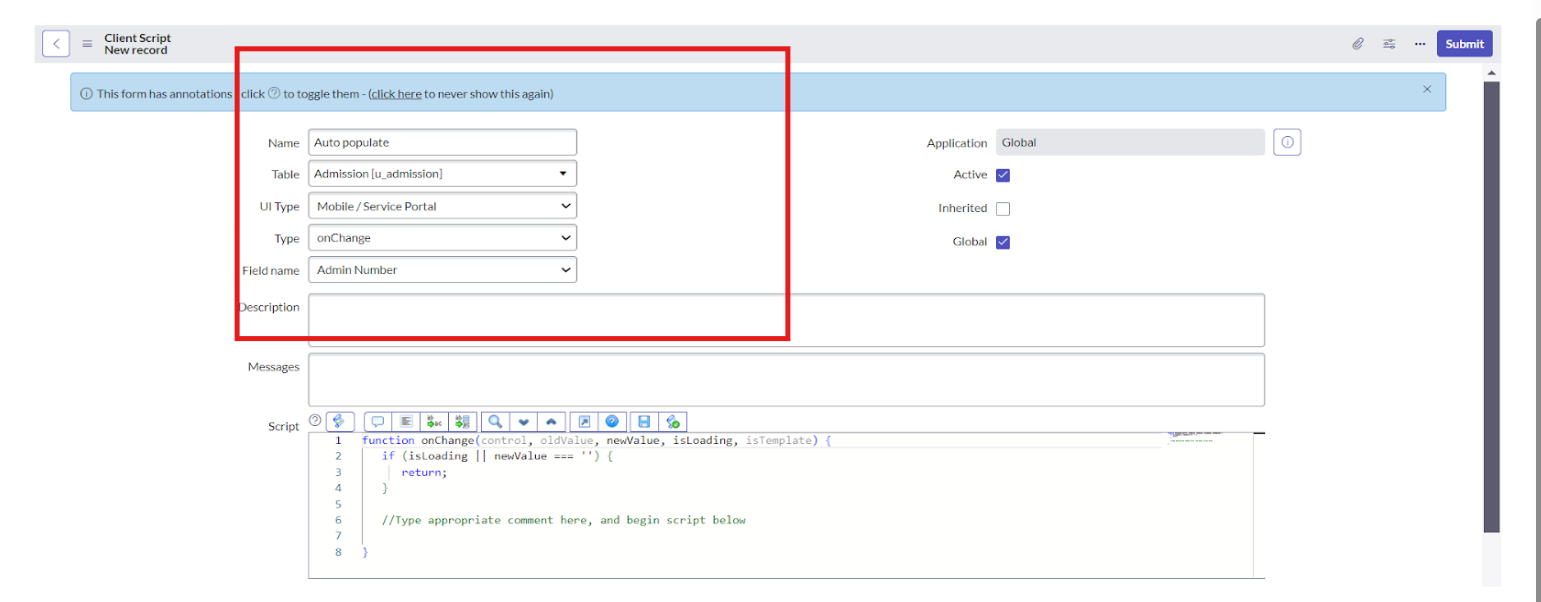 Client Script
New record
Submit
This form has annotations click ? to toggle them - (click here to never show this again)
Name Auto populate
Application Global
Table Admission [u_admission]
Active
UI Type Mobile / Service Portal
Inherited
Type onChange
Global
Field name Admin Number
Description
Messages
Script
1 function onChange(control, oldValue, newValue, isLoading, isTemplate) {
2 if (isLoading || newValue === '') {
3 return;
4 }
5
6 //Type appropriate comment here, and begin script below
7
8 }